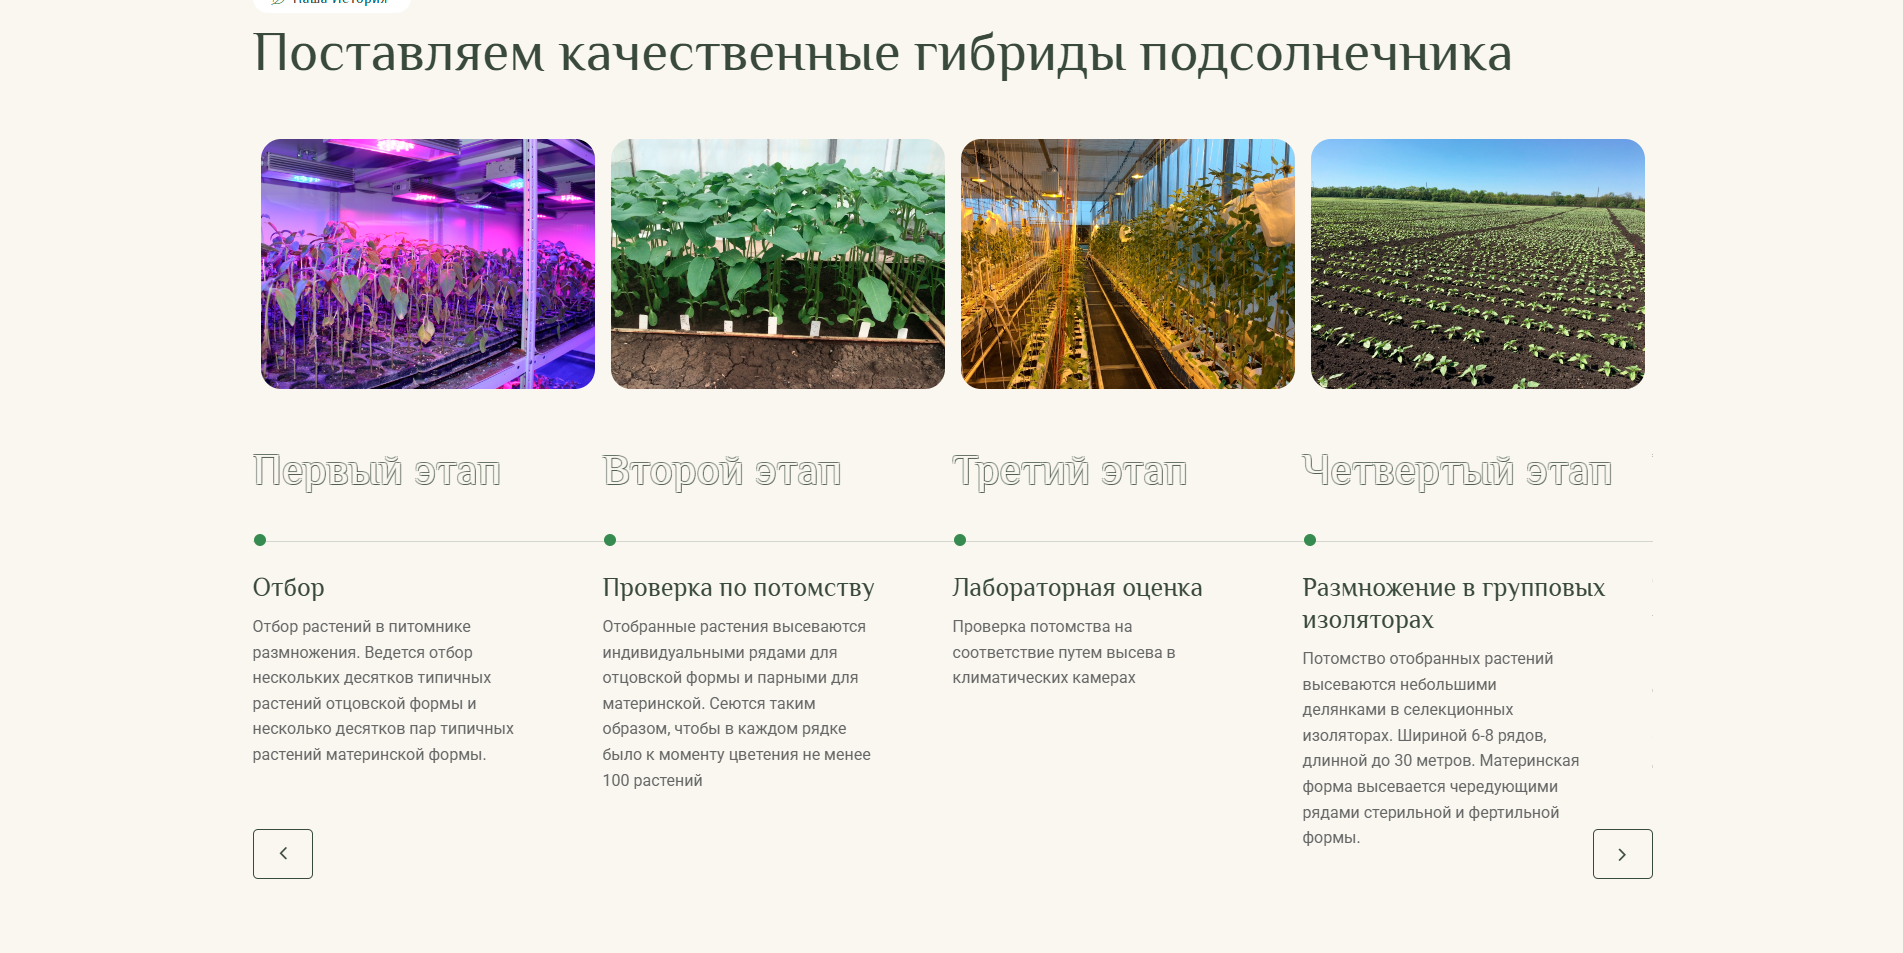 Наша История
Поставляем качественные гибриды подсолнечника
Первый этап
Второй этап
Третий этап
Четвертый этап
Отбор
Отбор растений в питомнике
размножения. Ведется отбор
нескольких десятков типичных
растений отцовской формы и
несколько десятков пар типичных
растений материнской формы.
Проверка по потомству
Отобранные растения высеваются
индивидуальными рядами для
отцовской формы и парными для
материнской. Сеются таким
образом, чтобы в каждом рядке
было к моменту цветения не менее
100 растений
Лабораторная оценка
Проверка потомства на
соответствие путем высева в
климатических камерах
Размножение в групповых
изоляторах
Потомство отобранных растений
высеваются небольшими
делянками в селекционных
изоляторах. Шириной 6-8 рядов,
длинной до 30 метров. Материнская
форма высевается чередующими
рядами стерильной и фертильной
формы.